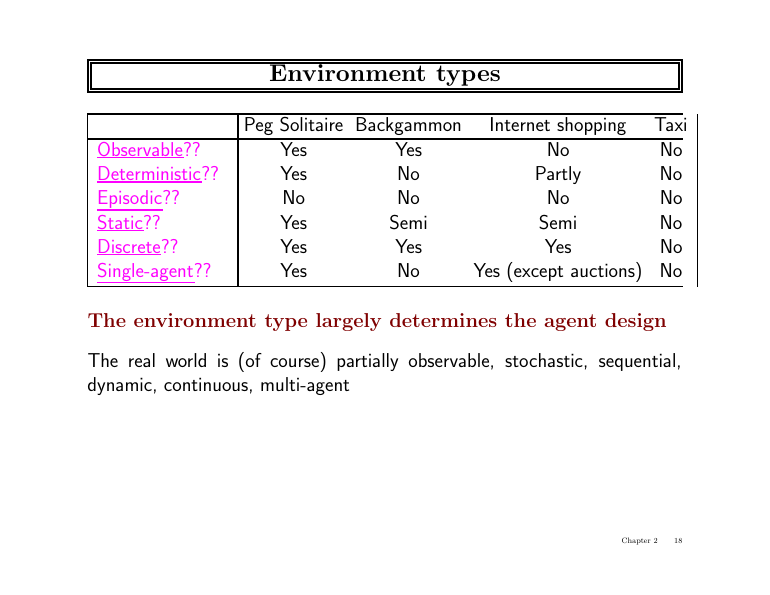 Environment types
Peg Solitaire Backgammon Internet shopping Taxi
Observable?? Yes Yes No No
Deterministic?? Yes No Partly No
Episodic?? No No No No
Static?? Yes Semi Semi No
Discrete?? Yes Yes Yes No
Single-agent?? Yes No Yes (except auctions) No
The environment type largely determines the agent design
The real world is (of course) partially observable, stochastic, sequential,
dynamic, continuous, multi-agent
Chapter 2 18